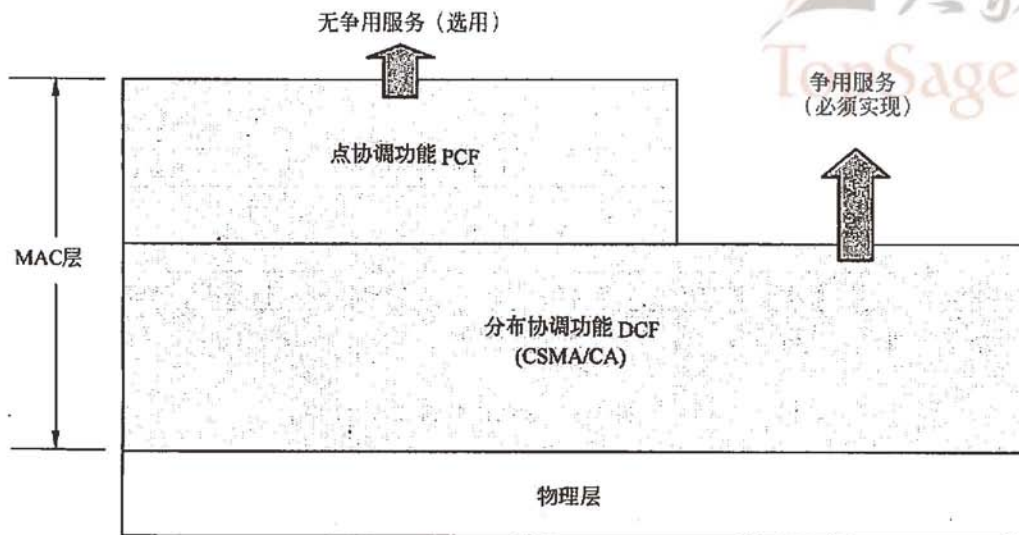 无争用服务（选用）
TopSage
争用服务
（必须实现）
点协调功能 PCF
MAC层
分布协调功能 DCF
(CSMA/CA)
物理层